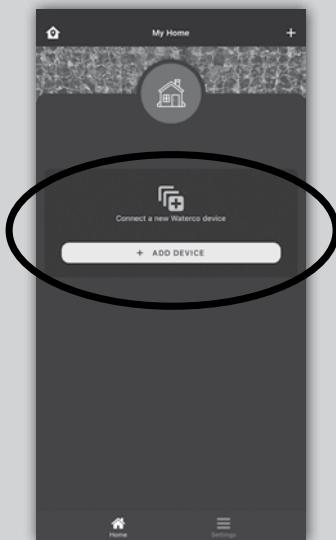 My Home +
Connect a new Waterco device
+ ADD DEVICE
Home Settings